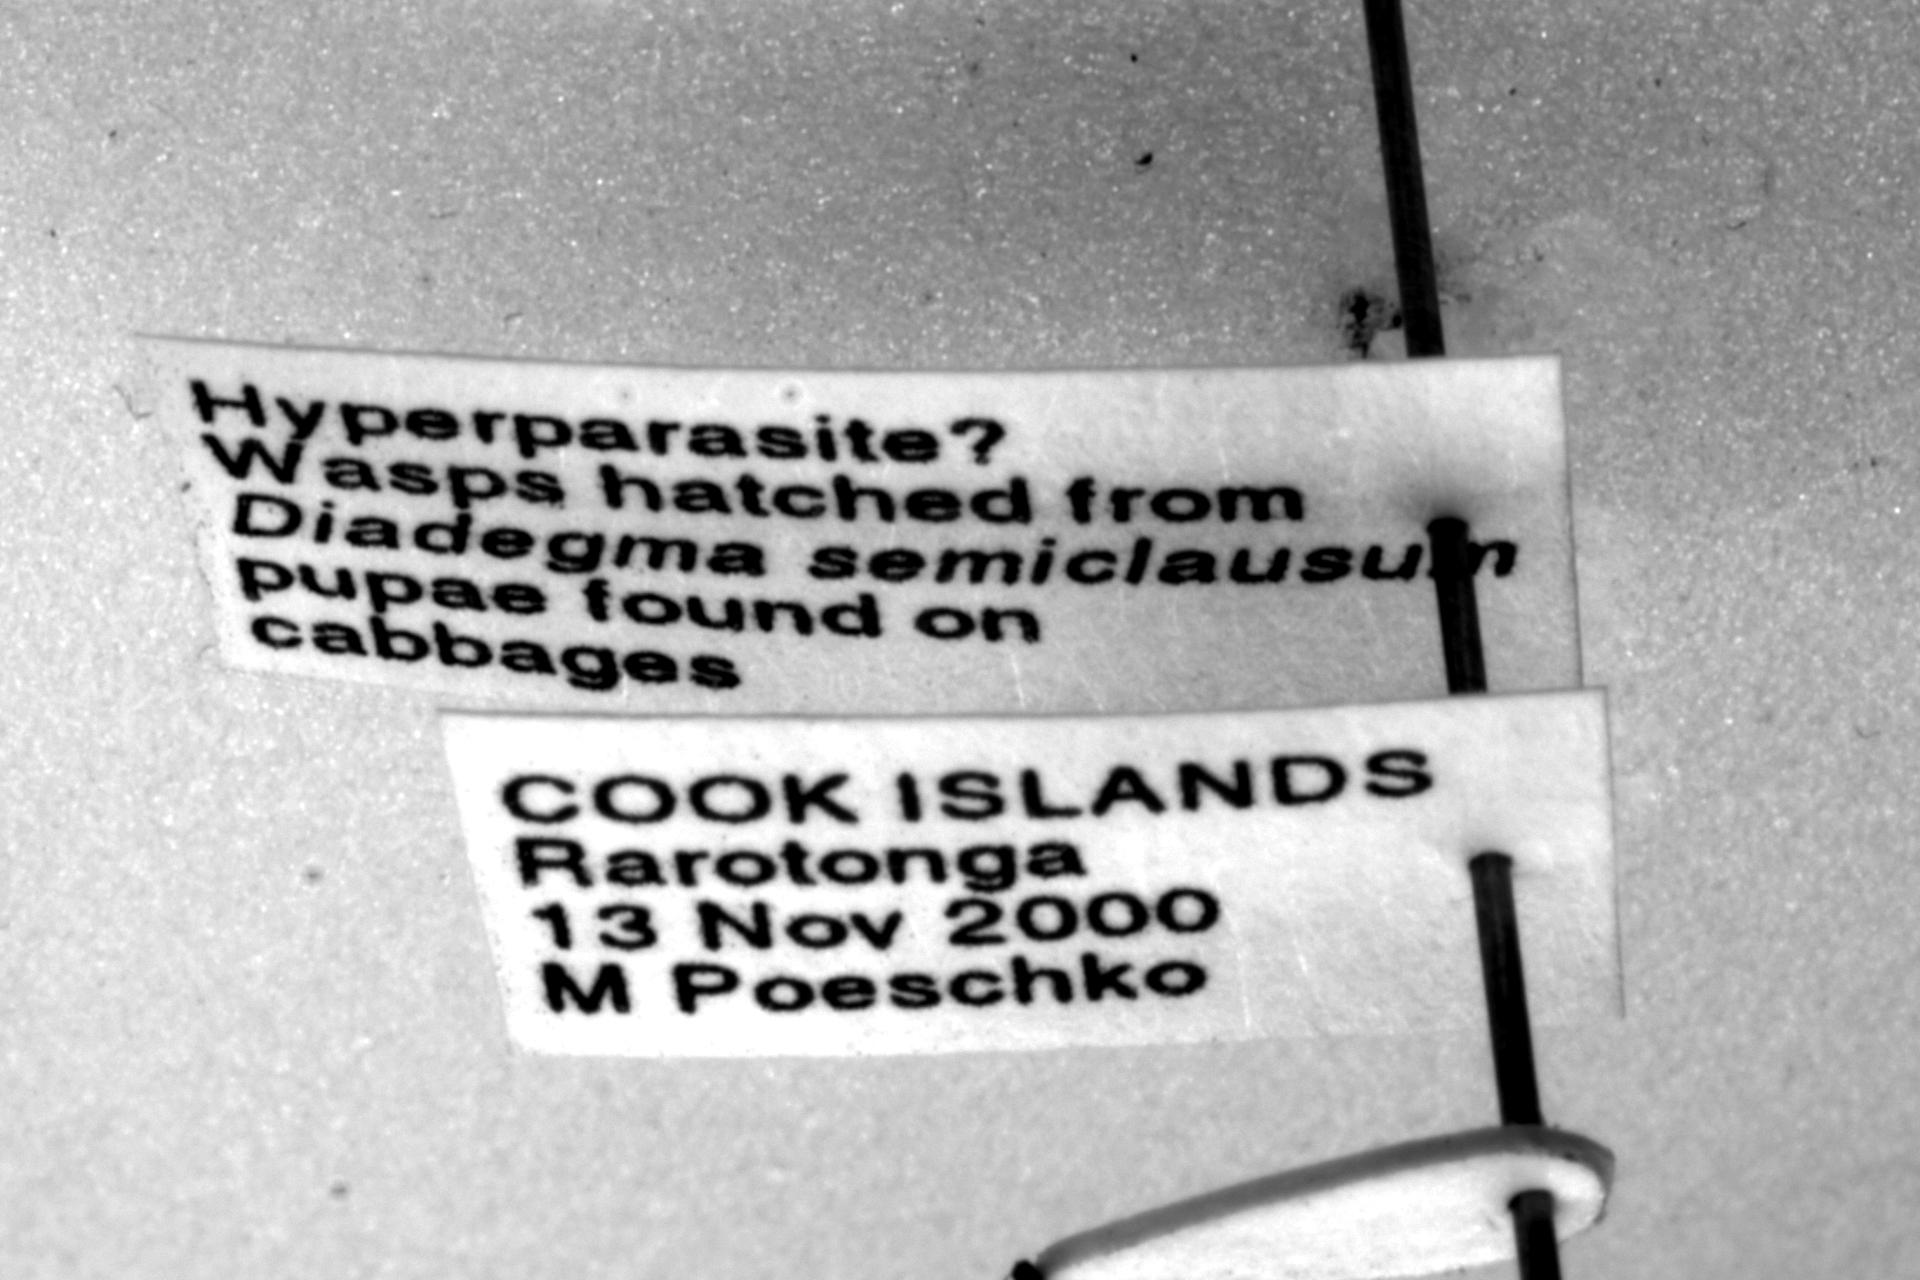 Hyperparasite?
Wasps hatched from
Diadegma semiclausum
pupae found on
cabbages
COOK ISLANDS
Rarotonga
13 Nov 2000
M Poeschko